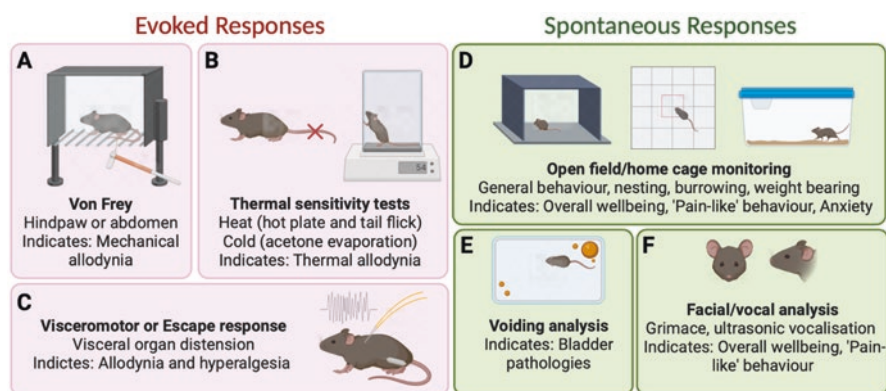 Evoked Responses
Spontaneous Responses
A
Von Frey
Hindpaw or abdomen
Indicates: Mechanical
allodynia
B
54
Thermal sensitivity tests
Heat (hot plate and tail flick)
Cold (acetone evaporation)
Indicates: Thermal allodynia
C
Visceromotor or Escape response
Visceral organ distension
Indictes: Allodynia and hyperalgesia
D
Open field/home cage monitoring
General behaviour, nesting, burrowing, weight bearing
Indicates: Overall wellbeing, 'Pain-like' behaviour, Anxiety
E
Voiding analysis
Indicates: Bladder
pathologies
F
Facial/vocal analysis
Grimace, ultrasonic vocalisation
Indicates: Overall wellbeing, 'Pain-
like' behaviour